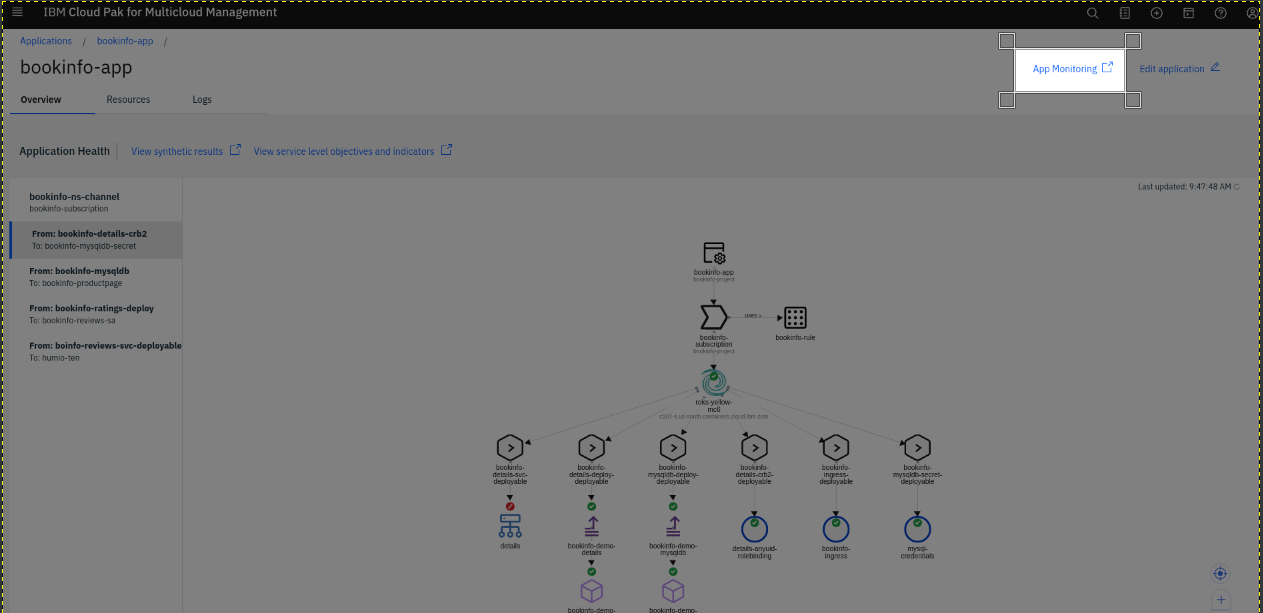 IBM Cloud Pak for Multicloud Management
Applications / bookinfo-app /
bookinfo-app
App Monitoring
Edit application
Overview Resources Logs
Application Health
View synthetic results
View service level objectives and indicators
Last updated: 9:47:48 AM
bookinfo-ns-channel
bookinfo-subscription
From: bookinfo-details-crb2
To: bookinfo-mysqldb-secret
From: bookinfo-mysqldb
To: bookinfo-productpage
From: bookinfo-ratings-deploy
To: bookinfo-reviews-sa
From: boinfo-reviews-svc-deployable
To: humio-ten
bookinfo-app
bookinfo-project
uses >
bookinfo-
subscription
bookinfo-project
bookinfo-rule
roks-yellow-
mc6
bookinfo-
details-svc-
deployable
bookinfo-
details-deploy-
deployable
bookinfo-
mysqldb-deploy-
deployable
bookinfo-
details-crb2-
deployable
bookinfo-
ingress-
deployable
bookinfo-
mysqldb-secret-
deployable
details
bookinfo-demo-
details
bookinfo-demo-
mysqldb
details-anyuid-
rolebinding
bookinfo-
ingress
mysql-
credentials
bookinfo-demo-
bookinfo-demo-